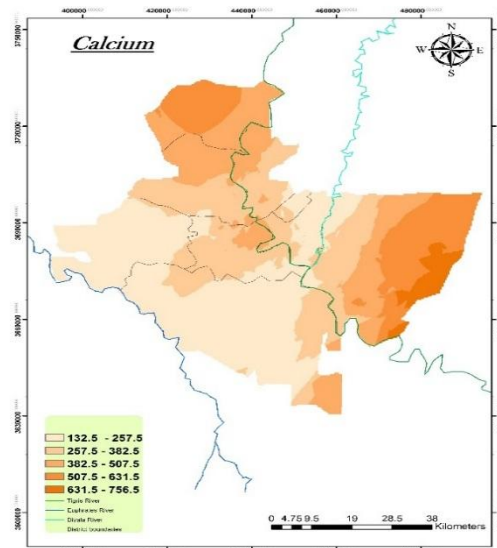 400000 420000 440000 460000 480000
Calcium
N
W E
S
3720000
132.5 - 257.5
257.5 - 382.5
382.5 - 507.5
507.5 - 631.5
631.5 - 756.5
Tigris River
Euphrates River
Diyala River
District boundaries
0 4.75 9.5 19 28.5 38
Kilometers